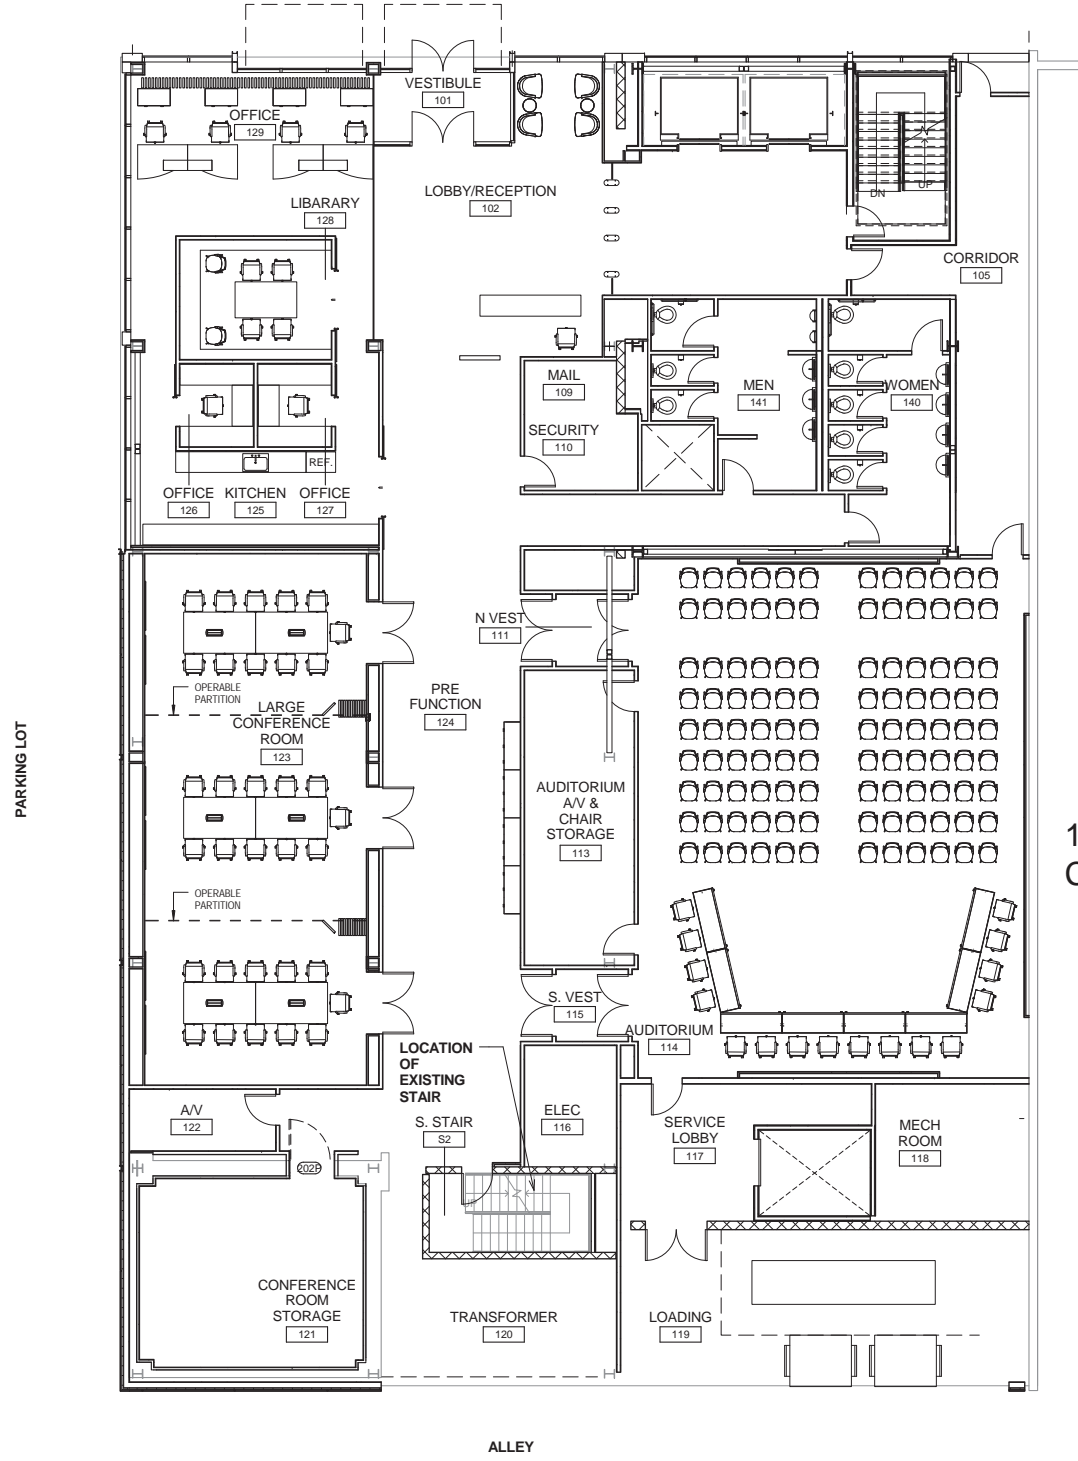 VESTIBULE
101
OFFICE
129
LOBBY/RECEPTION
102
LIBARARY
128
DN
UP
CORRIDOR
105
MAIL
109
MEN
141
WOMEN
140
SECURITY
110
REF.
OFFICE
126
KITCHEN
125
OFFICE
127
N VEST
111
OPERABLE
PARTITION
PRE
FUNCTION
124
LARGE
CONFERENCE
ROOM
123
PARKING LOT
AUDITORIUM
A/V &
CHAIR
STORAGE
113
1
C
OPERABLE
PARTITION
S. VEST
115
AUDITORIUM
114
LOCATION
OF
EXISTING
STAIR
A/V
122
S. STAIR
S2
ELEC
116
SERVICE
LOBBY
117
MECH
ROOM
118
202P
UP
CONFERENCE
ROOM
STORAGE
121
TRANSFORMER
120
LOADING
119
ALLEY